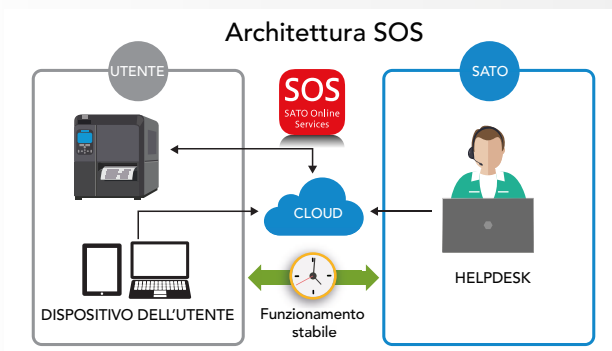 Architettura SOS
UTENTE
SATO
SOS
SATO Online
Services
CLOUD
HELPDESK
DISPOSITIVO DELL'UTENTE
Funzionamento
stabile